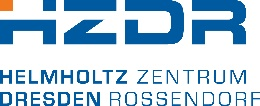 HZDR
HELMHOLTZ ZENTRUM
DRESDEN ROSSENDORF